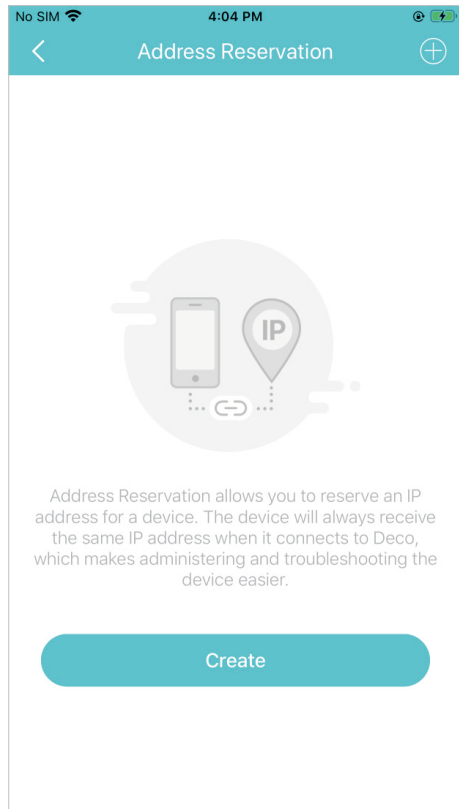 No SIM 4:04 PM
Address Reservation
IP
Address Reservation allows you to reserve an IP
address for a device. The device will always receive
the same IP address when it connects to Deco,
which makes administering and troubleshooting the
device easier.
Create